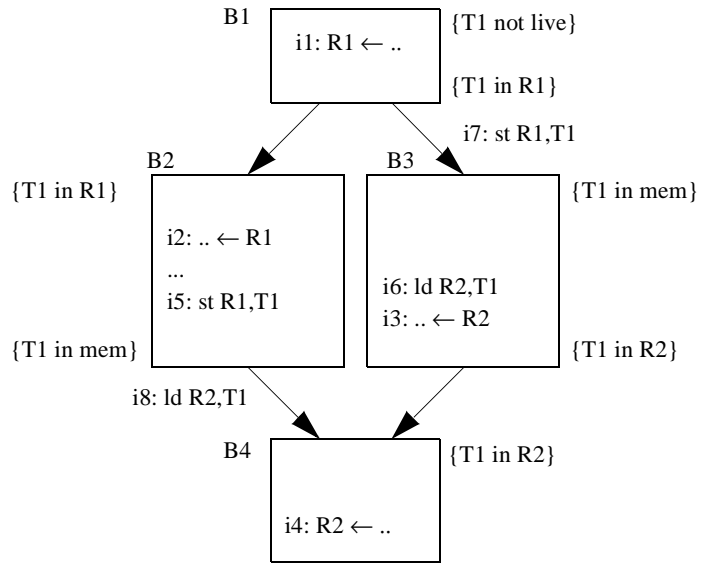 B1
{T1 not live}
i1: R1 ← ..
{T1 in R1}
i7: st R1,T1
B2
B3
{T1 in R1}
{T1 in mem}
i2: .. ← R1
...
i5: st R1,T1
i6: ld R2,T1
i3: .. ← R2
{T1 in mem}
{T1 in R2}
i8: ld R2,T1
B4
{T1 in R2}
i4: R2 ← ..